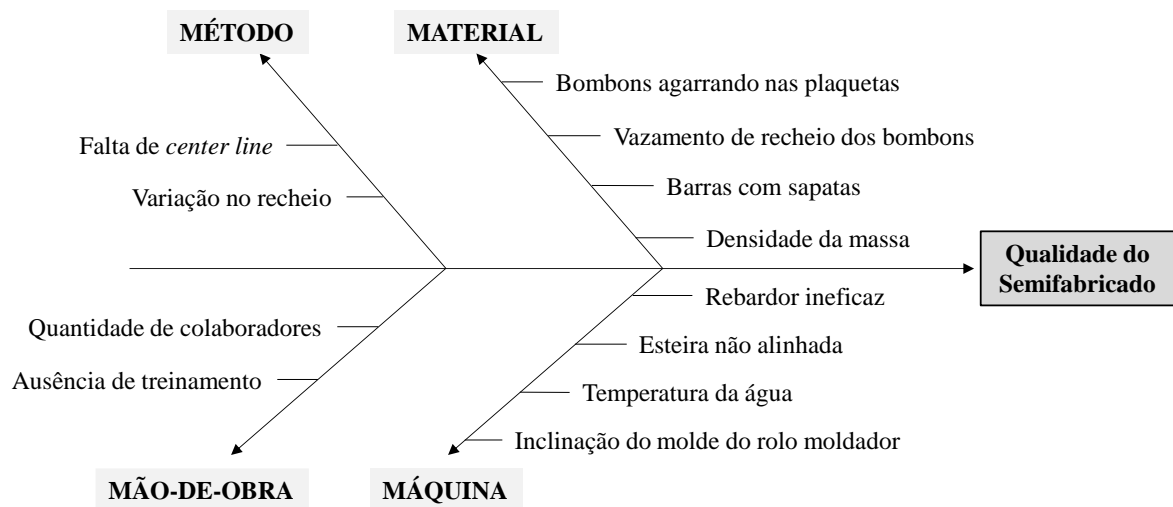 MÉTODO
MATERIAL
Bombons agarrando nas plaquetas
Falta de center line
Vazamento de recheio dos bombons
Variação no recheio
Barras com sapatas
Densidade da massa
Qualidade do
Semifabricado
Rebardor ineficaz
Quantidade de colaboradores
Esteira não alinhada
Ausência de treinamento
Temperatura da água
Inclinação do molde do rolo moldador
MÃO-DE-OBRA
MÁQUINA